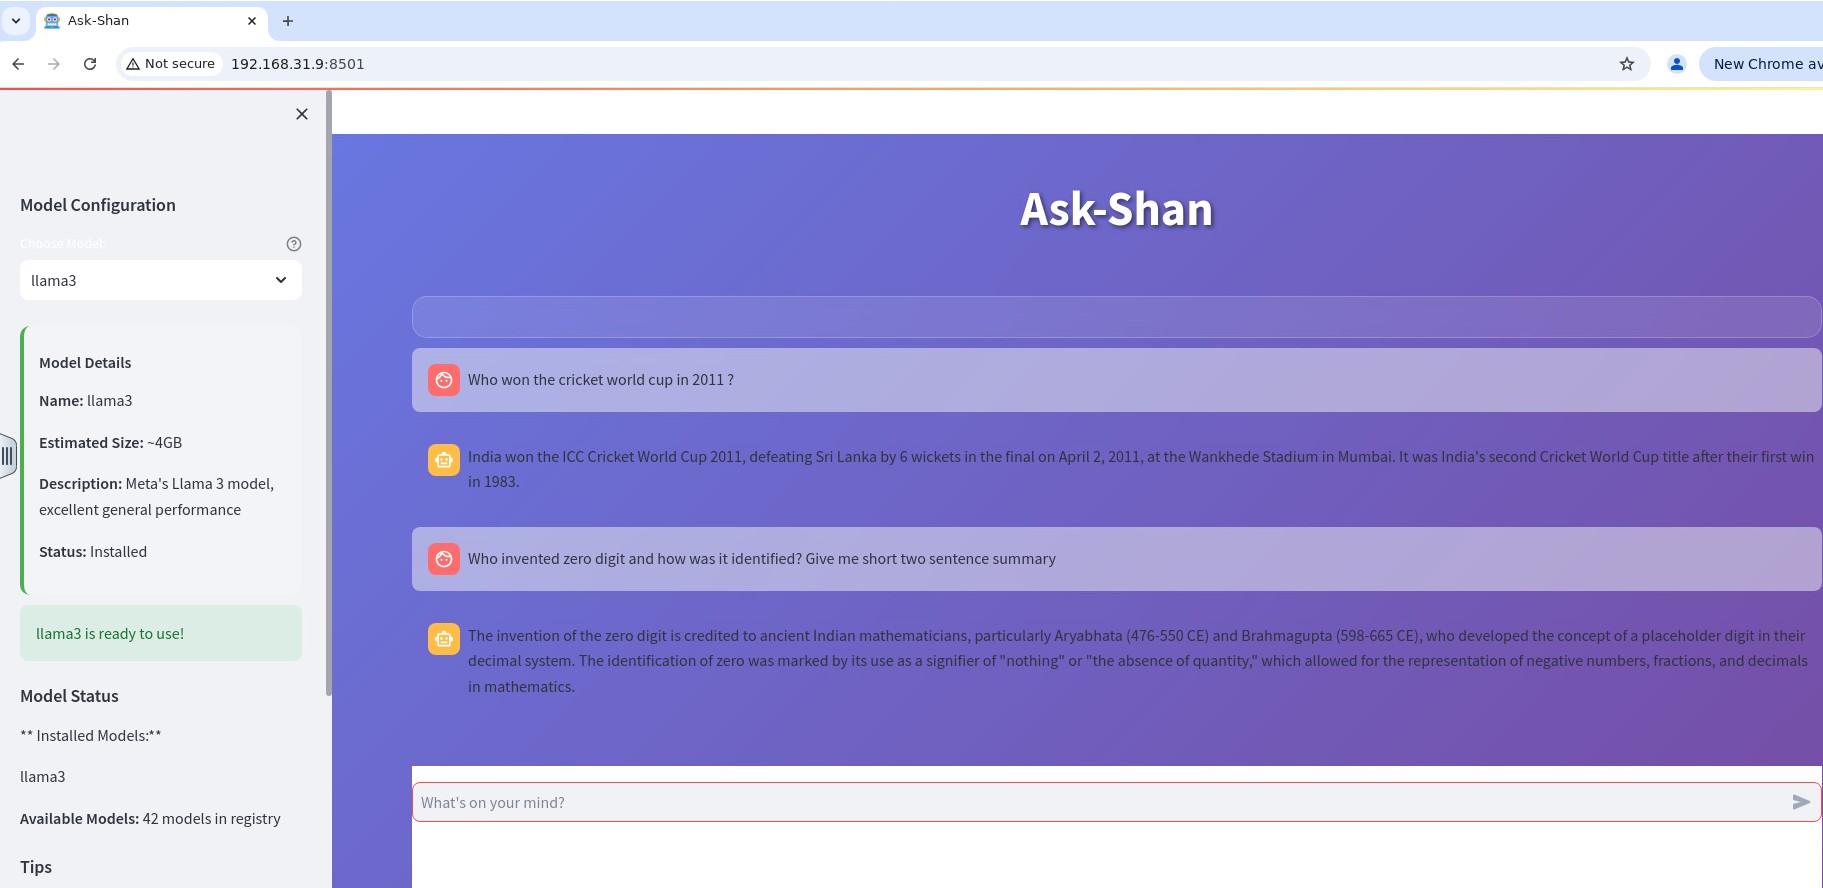 Ask-Shan
Not secure
192.168.31.9:8501
New Chrome av
Model Configuration
Choose Model:
llama3
Model Details
Name: llama3
Estimated Size: ~4GB
Description: Meta's Llama 3 model,
excellent general performance
Status: Installed
llama3 is ready to use!
Model Status
** Installed Models:**
llama3
Available Models: 42 models in registry
Tips
Ask-Shan
Who won the cricket world cup in 2011 ?
India won the ICC Cricket World Cup 2011, defeating Sri Lanka by 6 wickets in the final on April 2, 2011, at the Wankhede Stadium in Mumbai. It was India's second Cricket World Cup title after their first win
in 1983.
Who invented zero digit and how was it identified? Give me short two sentence summary
The invention of the zero digit is credited to ancient Indian mathematicians, particularly Aryabhata (476-550 CE) and Brahmagupta (598-665 CE), who developed the concept of a placeholder digit in their
decimal system. The identification of zero was marked by its use as a signifier of "nothing" or "the absence of quantity," which allowed for the representation of negative numbers, fractions, and decimals
in mathematics.
What's on your mind?